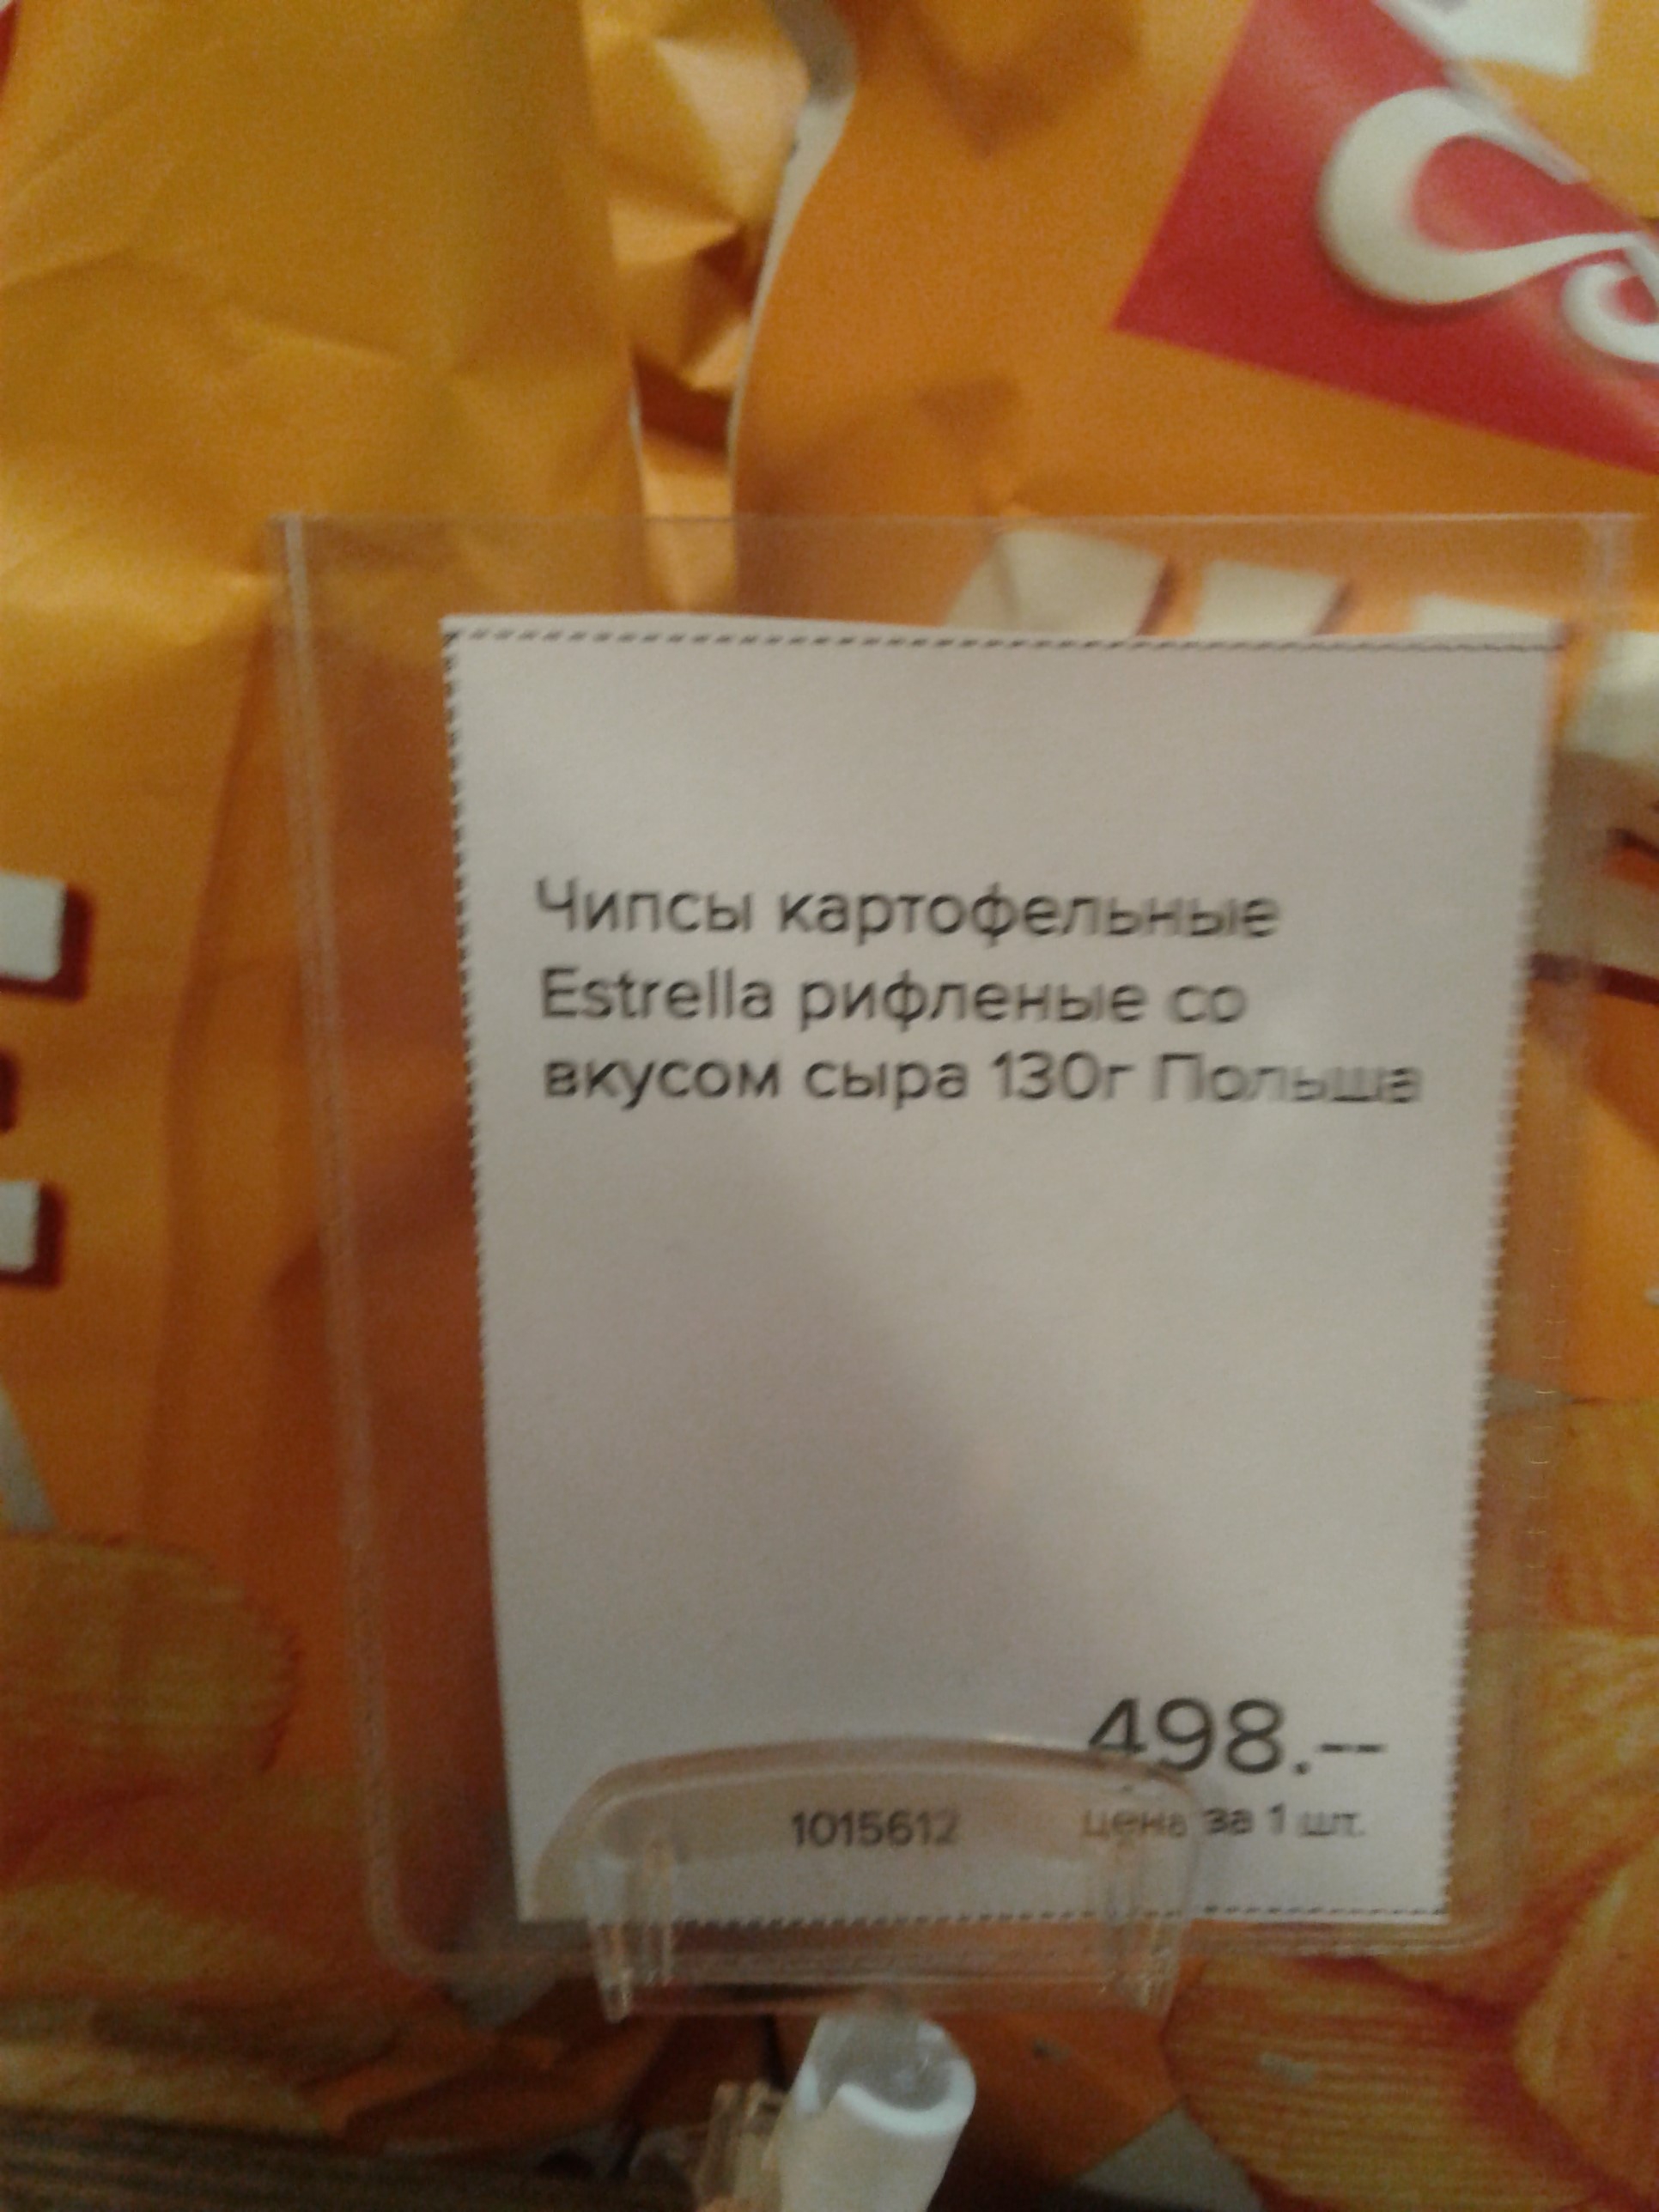 Чипсы картофельные
Estrella рифленые со
вкусом сыра 130г Польша
498.--
1015612
цена за 1 шт.